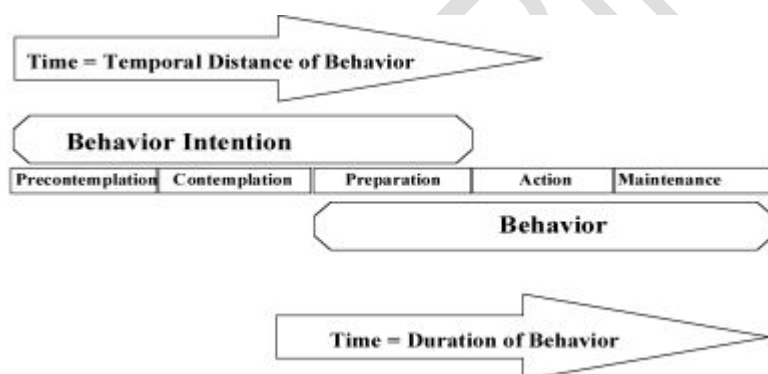 Time = Temporal Distance of Behavior
Behavior Intention
Precontemplation Contemplation Preparation Action Maintenance
Behavior
Time = Duration of Behavior